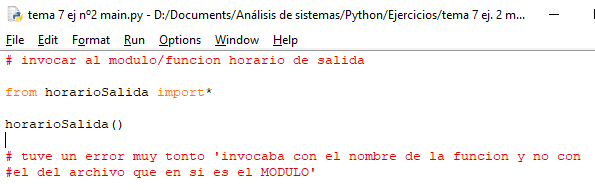 tema 7 ej nº2 main.py - D:/Documents/Análisis de sistemas/Python/Ejercicios/tema 7 ej. 2 m...
File Edit Format Run Options Window Help
# invocar al modulo/funcion horario de salida
from horarioSalida import*
horarioSalida()
# tuve un error muy tonto 'invocaba con el nombre de la funcion y no con
#el del archivo que en si es el MODULO'